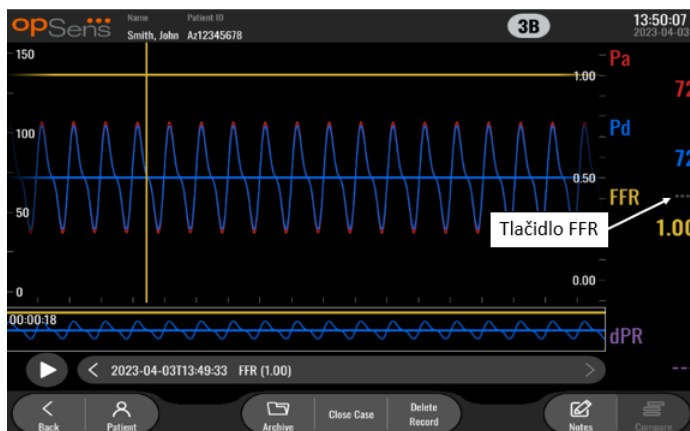 opSens
Name Patient ID
Smith, John Az12345678
3B
13:50:07
2023-04-03
150
100
50
0
1.00
0.50
0.00
Pa
72
Pd
72
FFR
---
1.00
Tlačidlo FFR
dPR
--
00:00:18
2023-04-03T13:49:33 FFR (1.00)
Back
Patient
Archive
Close Case
Delete
Record
Notes
Compare